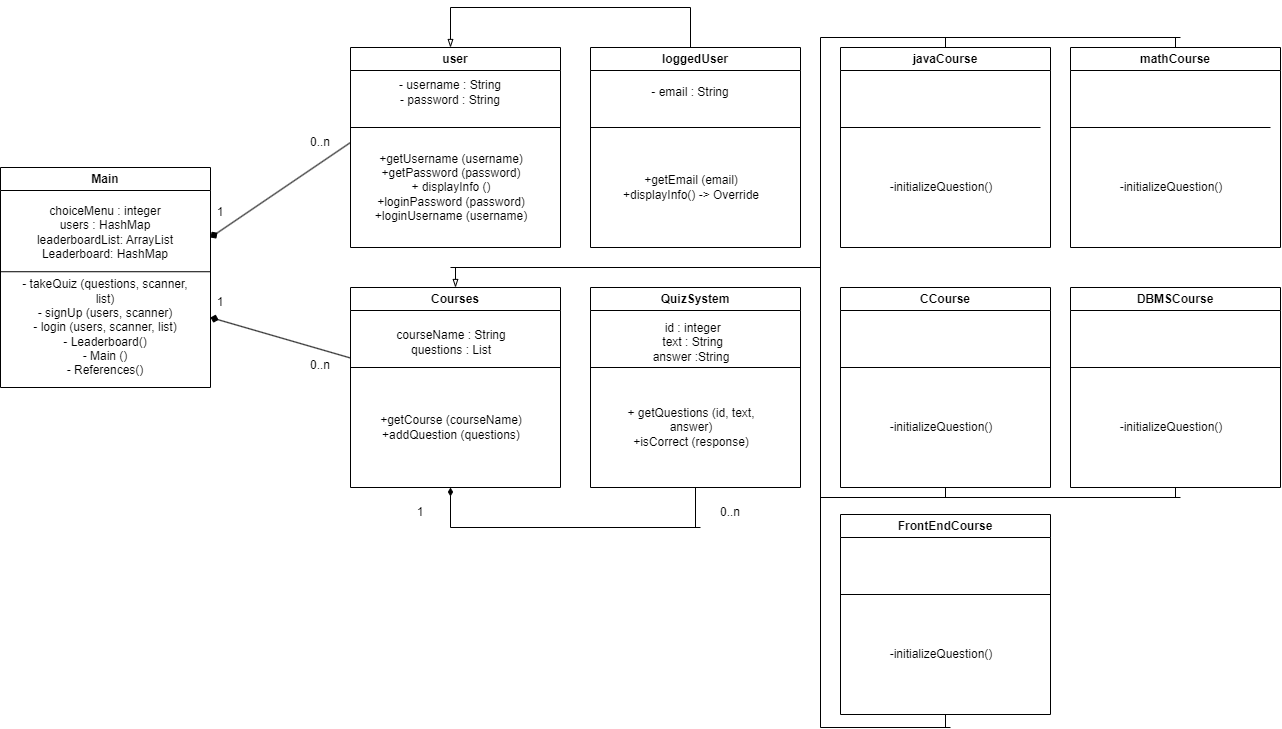 Main
choiceMenu : integer
users : HashMap
leaderboardList: ArrayList
Leaderboard: HashMap
- takeQuiz (questions, scanner,
list)
- signUp (users, scanner)
- login (users, scanner, list)
- Leaderboard()
- Main ()
- References()
1
0..n
1
0..n
user
- username : String
- password : String
+getUsername (username)
+getPassword (password)
+ displayInfo ()
+loginPassword (password)
+loginUsername (username)
loggedUser
- email : String
+getEmail (email)
+displayInfo() -> Override
Courses
courseName : String
questions : List
+getCourse (courseName)
+addQuestion (questions)
1
0..n
QuizSystem
id : integer
text : String
answer :String
+ getQuestions (id, text,
answer)
+isCorrect (response)
javaCourse
-initializeQuestion()
mathCourse
-initializeQuestion()
CCourse
-initializeQuestion()
DBMSCourse
-initializeQuestion()
FrontEndCourse
-initializeQuestion()